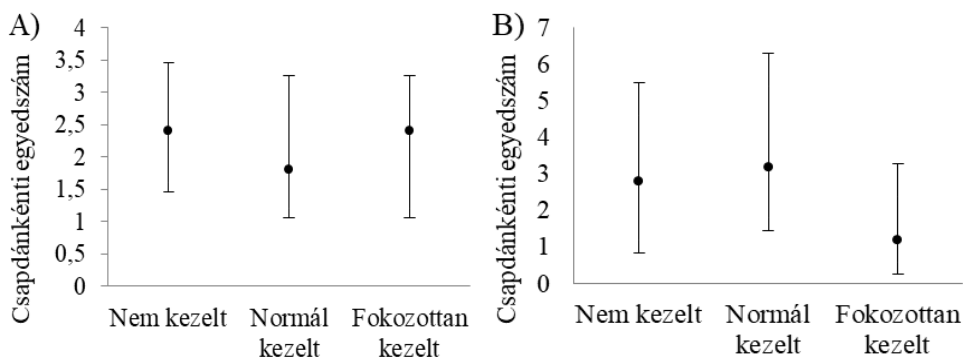 A)
Csapdánkénti egyedszám
4
3,5
3
2,5
2
1,5
1
0,5
0
Nem kezelt
Normál
kezelt
Fokozottan
kezelt
B)
Csapdánkénti egyedszám
7
6
5
4
3
2
1
0
Nem kezelt
Normál
kezelt
Fokozottan
kezelt